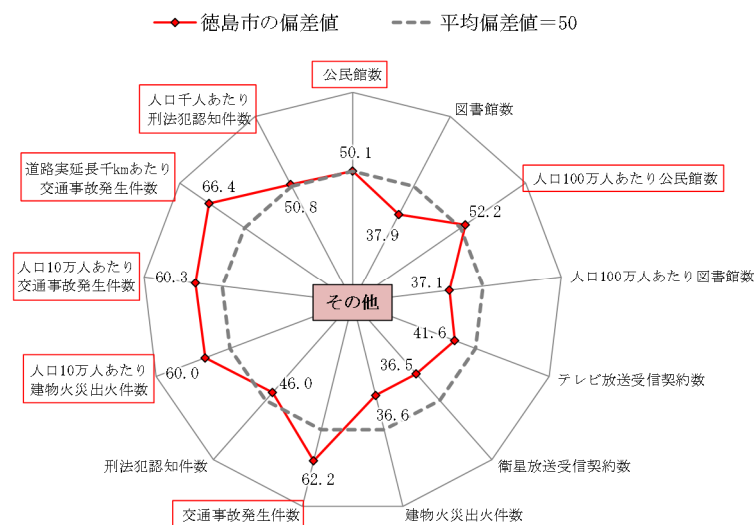 徳島市の偏差値
平均偏差値=50
公民館数
図書館数
人口100万人あたり公民館数
人口100万人あたり図書館数
テレビ放送受信契約数
衛星放送受信契約数
建物火災出火件数
交通事故発生件数
刑法犯認知件数
人口10万人あたり
建物火災出火件数
人口10万人あたり
交通事故発生件数
道路実延長千kmあたり
交通事故発生件数
人口千人あたり
刑法犯認知件数
50.1
37.9
52.2
37.1
41.6
36.5
36.6
62.2
46.0
60.0
60.3
66.4
50.8
その他